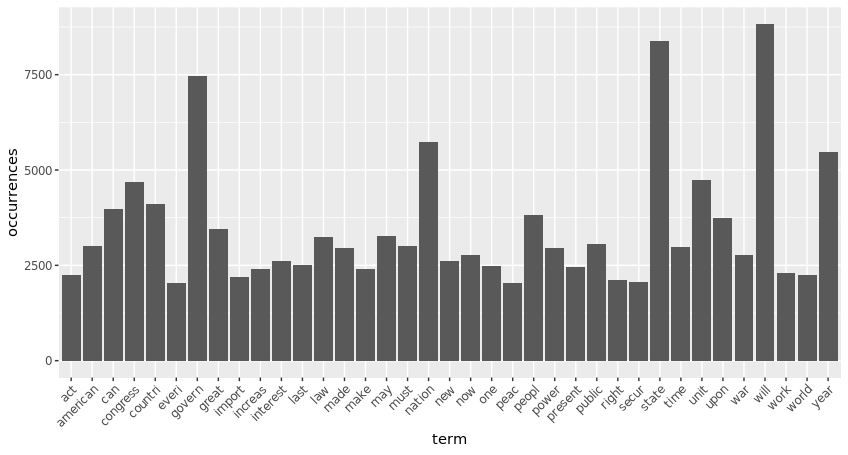 occurrences
7500
5000
2500
0
act
american
can
congress
countri
everi
govern
great
import
increas
interest
last
law
made
make
may
must
nation
new
now
one
peac
peopl
power
present
public
right
secur
state
time
unit
upon
war
will
work
world
year
term